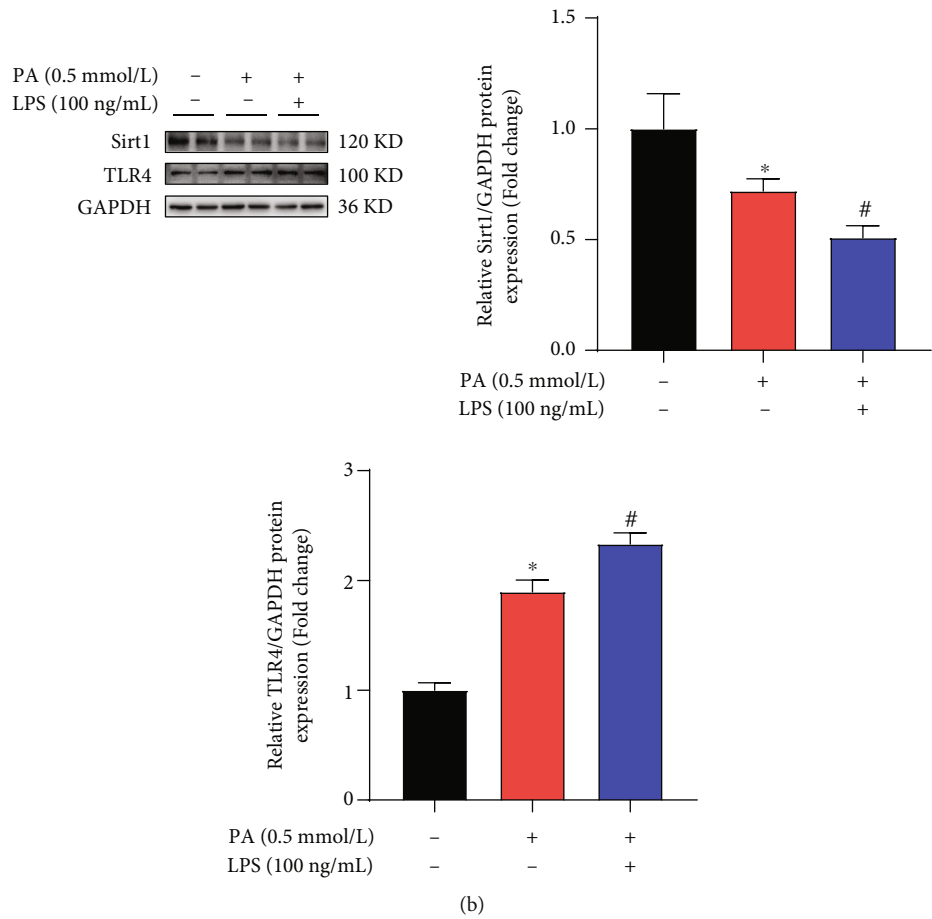 PA (0.5 mmol/L) – + +
LPS (100 ng/mL) – – +
Sirt1 120 KD
TLR4 100 KD
GAPDH 36 KD
Relative Sirt1/GAPDH protein
expression (Fold change)
1.5
1.0
0.5
0.0
*
#
PA (0.5 mmol/L) – + +
LPS (100 ng/mL) – – +
Relative TLR4/GAPDH protein
expression (Fold change)
3
2
1
0
*
#
PA (0.5 mmol/L) – + +
LPS (100 ng/mL) – – +
(b)